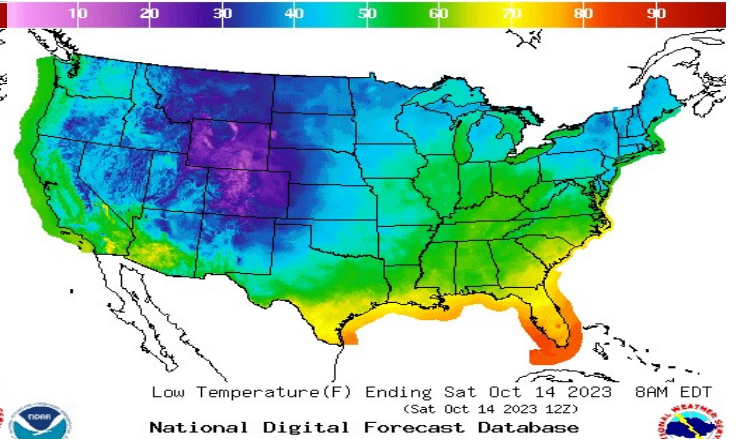 10 20 30 40 50 60 70 80 90
Low Temperature(F) Ending Sat Oct 14 2023 8AM EDT
(Sat Oct 14 2023 12Z)
National Digital Forecast Database
noaa